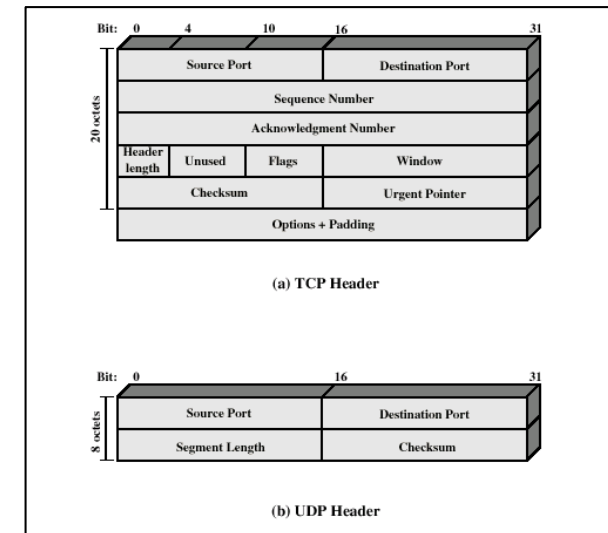 Bit: 0 4 10 16 31
Source Port Destination Port
Sequence Number
Acknowledgment Number
Header length Unused Flags Window
Checksum Urgent Pointer
Options + Padding
20 octets
(a) TCP Header
Bit: 0 16 31
Source Port Destination Port
Segment Length Checksum
8 octets
(b) UDP Header